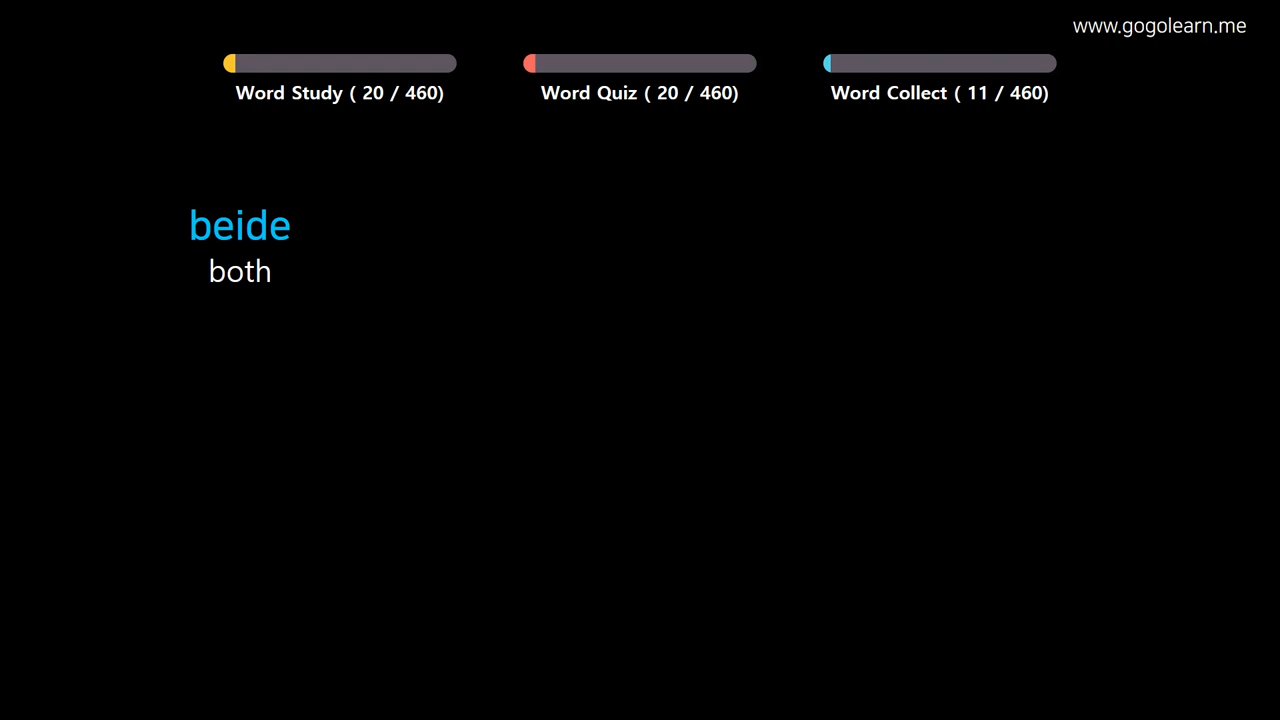 www.gogolearn.me
Word Study ( 20 / 460)
Word Quiz ( 20 / 460)
Word Collect ( 11 / 460)
beide
both